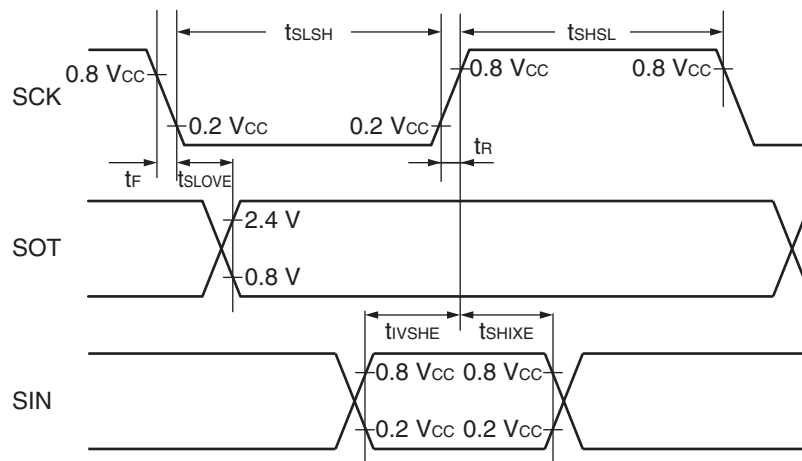 tSLSH tSHSL
0.8 VCC 0.8 VCC 0.8 VCC
SCK
0.2 VCC 0.2 VCC
tF tSLOVE tR
2.4 V
SOT
0.8 V
tIVSHE tSHIXE
0.8 VCC 0.8 VCC
SIN
0.2 VCC 0.2 VCC